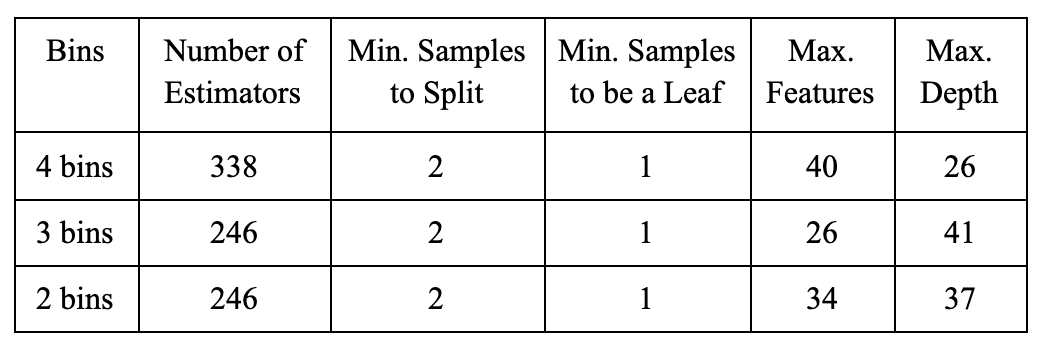 Bins Number of Estimators Min. Samples to Split Min. Samples to be a Leaf Max. Features Max. Depth
4 bins 338 2 1 40 26
3 bins 246 2 1 26 41
2 bins 246 2 1 34 37